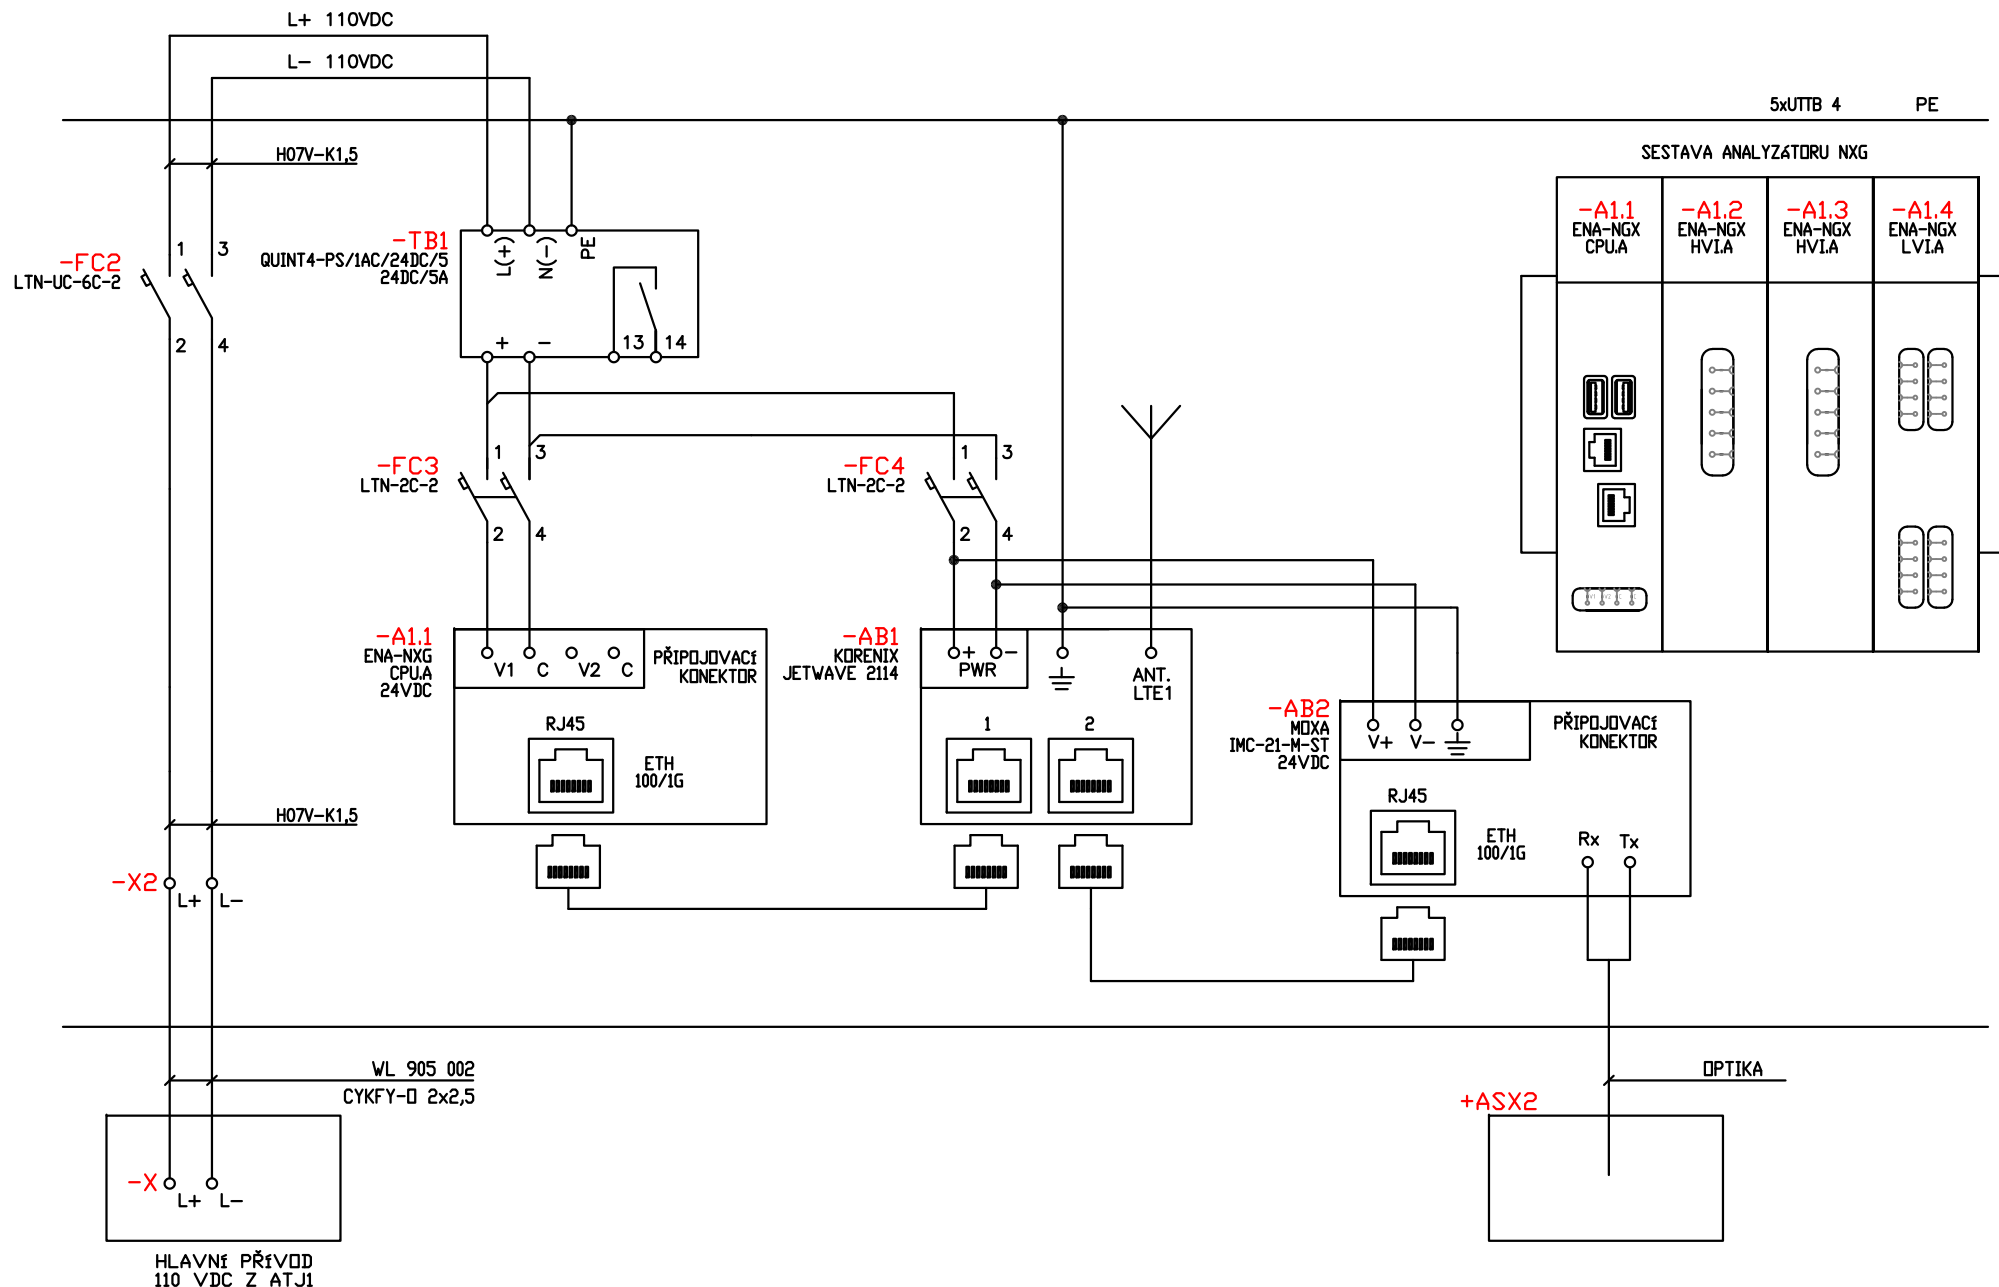 L+ 110VDC
L- 110VDC
5xUTTB 4
PE
H07V-K1,5
SESTAVA ANALYZÁTORU NXG
-A1.1
ENA-NGX
CPU.A
-A1.2
ENA-NGX
HVI.A
-A1.3
ENA-NGX
HVI.A
-A1.4
ENA-NGX
LVI.A
-FC2
LTN-UC-6C-2
1
3
2
4
-TB1
QUINT4-PS/1AC/24DC/5
24DC/5A
L(+)
N(-)
PE
+
-
13
14
-FC3
LTN-2C-2
1
3
2
4
-FC4
LTN-2C-2
1
3
2
4
-A1.1
ENA-NXG
CPU.A
24VDC
V1
C
V2
C
PŘIPOJOVACÍ
KONEKTOR
RJ45
ETH
100/1G
-AB1
KORENIX
JETWAVE 2114
+
-
PWR
ANT.
LTE1
1
2
-AB2
MOXA
IMC-21-M-ST
24VDC
V+
V-
PŘIPOJOVACÍ
KONEKTOR
RJ45
ETH
100/1G
Rx
Tx
H07V-K1,5
-X2
L+
L-
WL 905 002
CYKFY-O 2x2,5
OPTIKA
+ASX2
-X
L+
L-
HLAVNÍ PŘÍVOD
110 VDC Z ATJ1